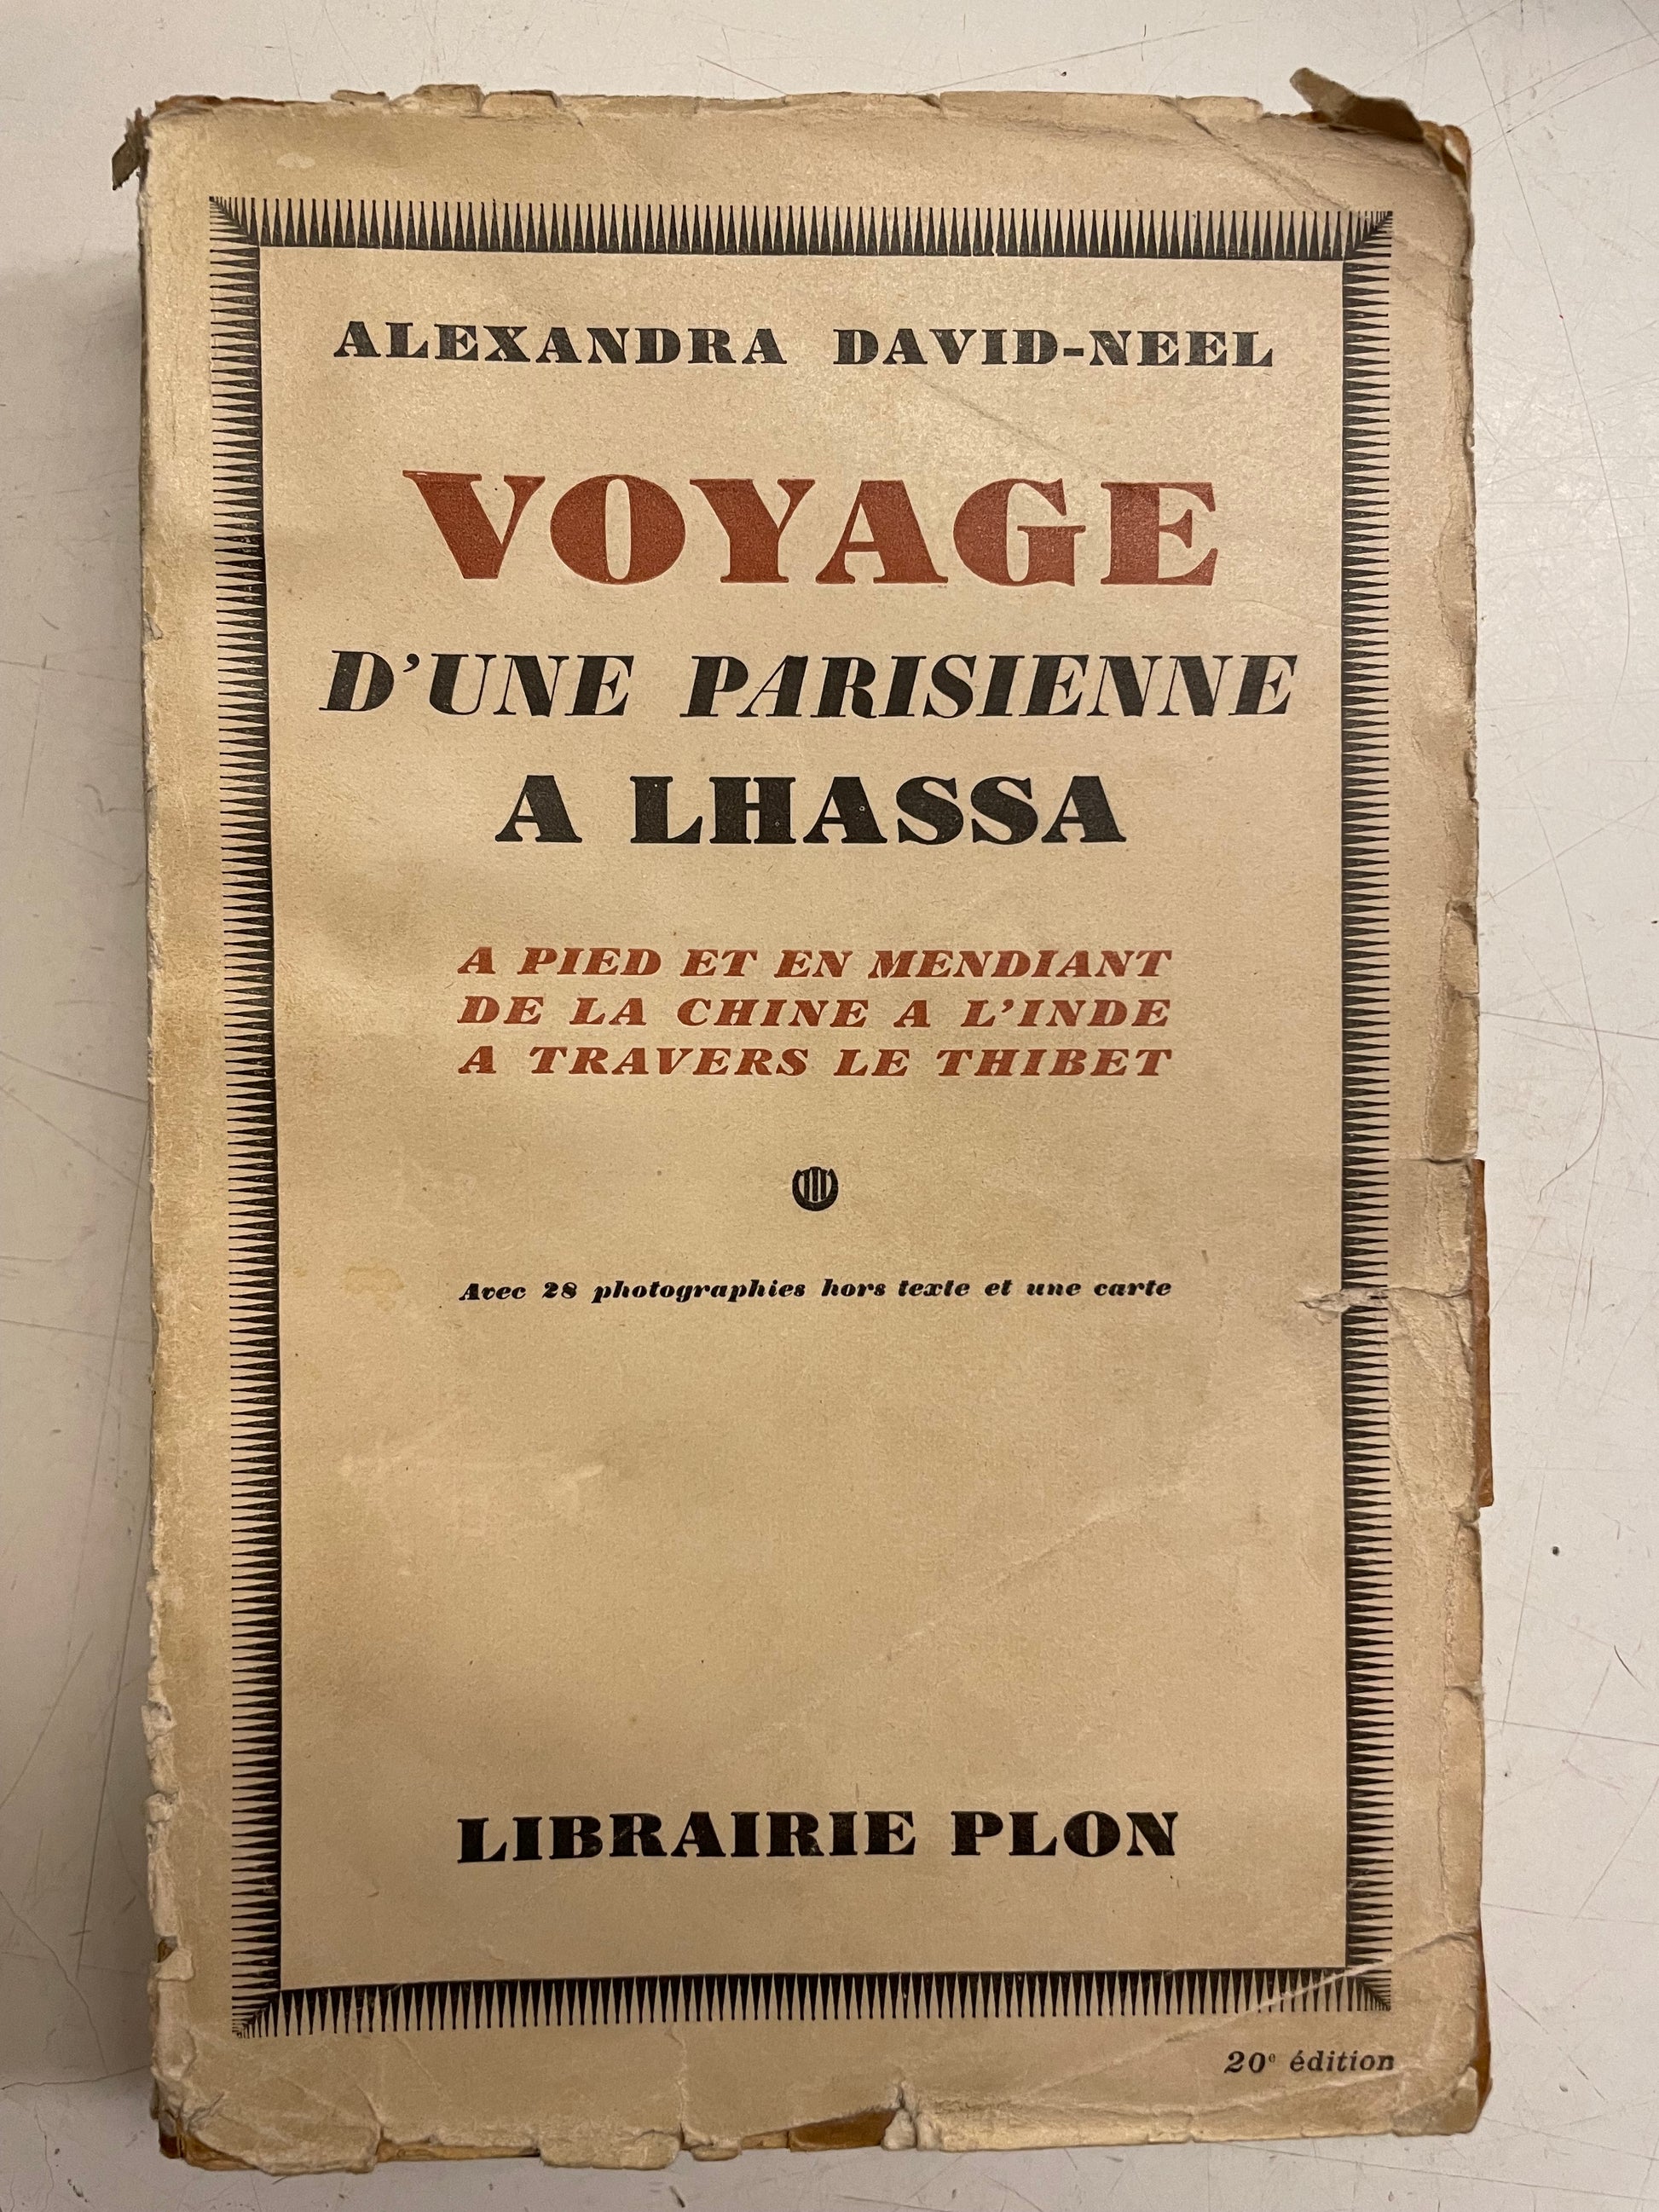 ALEXANDRA DAVID-NEEL
VOYAGE
D'UNE PARISIENNE
A LHASSA
A PIED ET EN MENDIANT
DE LA CHINE A L'INDE
A TRAVERS LE THIBET
Avec 28 photographies hors texte et une carte
LIBRAIRIE PLON
20e édition